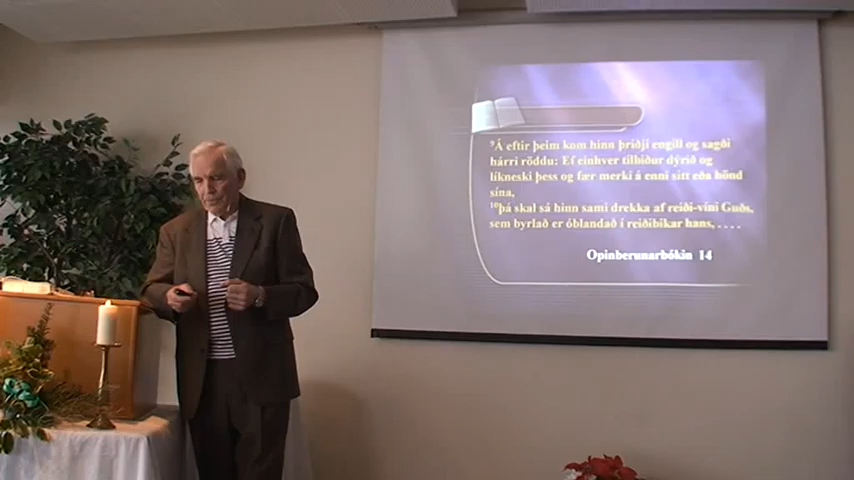 ⁹Á eftir þeim kom hinn þriðji engill og sagði
hárri röddu: Ef einhver tilbiður dýrið og
líkneski þess og fær merki á enni sitt eða hönd
sína,
¹⁰þá skal sá hinn sami drekka af reiði-víni Guðs,
sem byrlað er óblandað í reiðibikar hans, ....
Opinberunarbókin 14